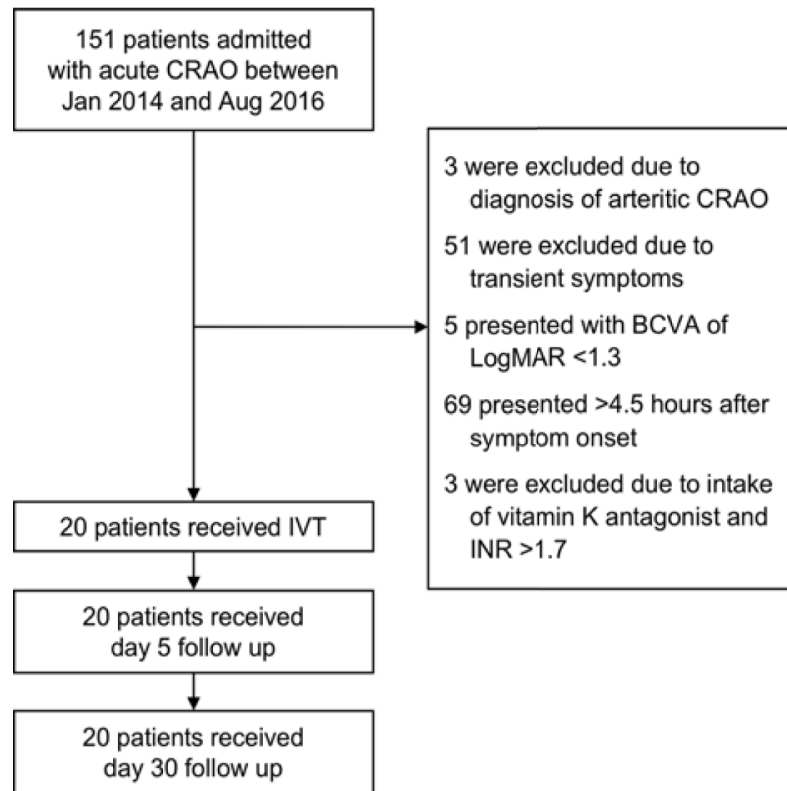 151 patients admitted
with acute CRAO between
Jan 2014 and Aug 2016
3 were excluded due to
diagnosis of arteritic CRAO
51 were excluded due to
transient symptoms
5 presented with BCVA of
LogMAR <1.3
69 presented >4.5 hours after
symptom onset
3 were excluded due to intake
of vitamin K antagonist and
INR >1.7
20 patients received IVT
20 patients received
day 5 follow up
20 patients received
day 30 follow up